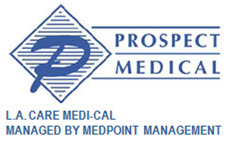 PROSPECT
MEDICAL
L.A. CARE MEDI-CAL
MANAGED BY MEDPOINT MANAGEMENT